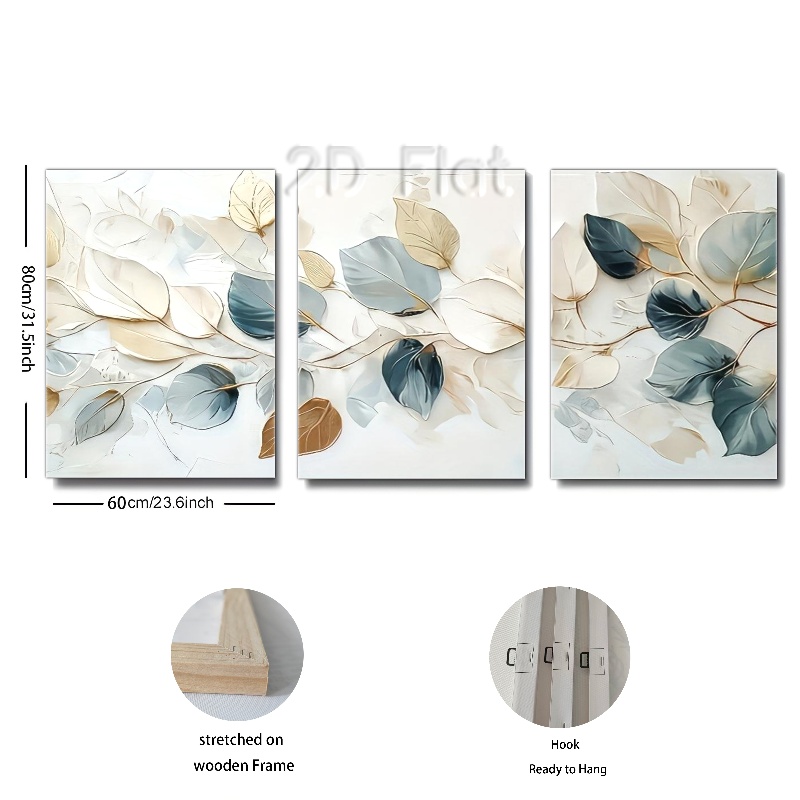 2D Flat
80cm/31.5inch
60cm/23.6inch
stretched on
wooden Frame
Hook
Ready to Hang